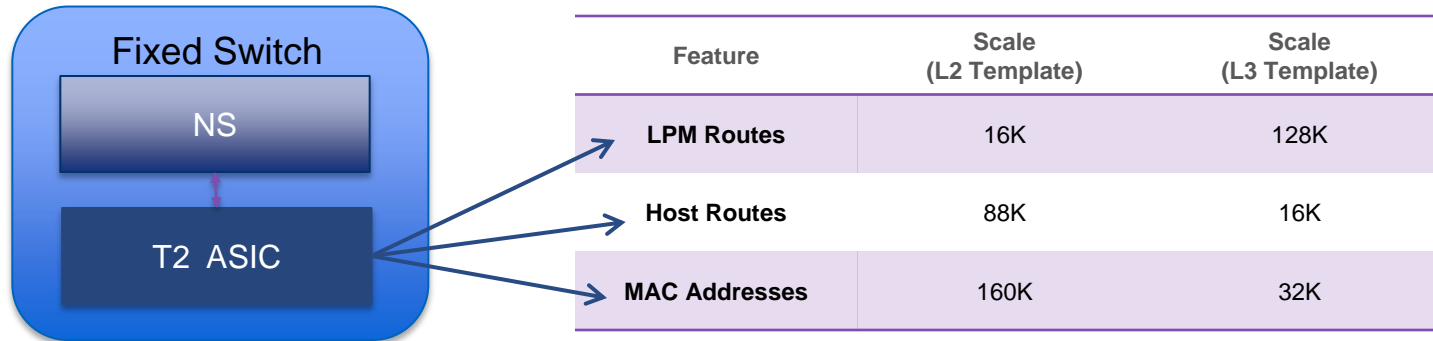 Fixed Switch
NS
T2 ASIC
Feature Scale Scale
(L2 Template) (L3 Template)
LPM Routes 16K 128K
Host Routes 88K 16K
MAC Addresses 160K 32K